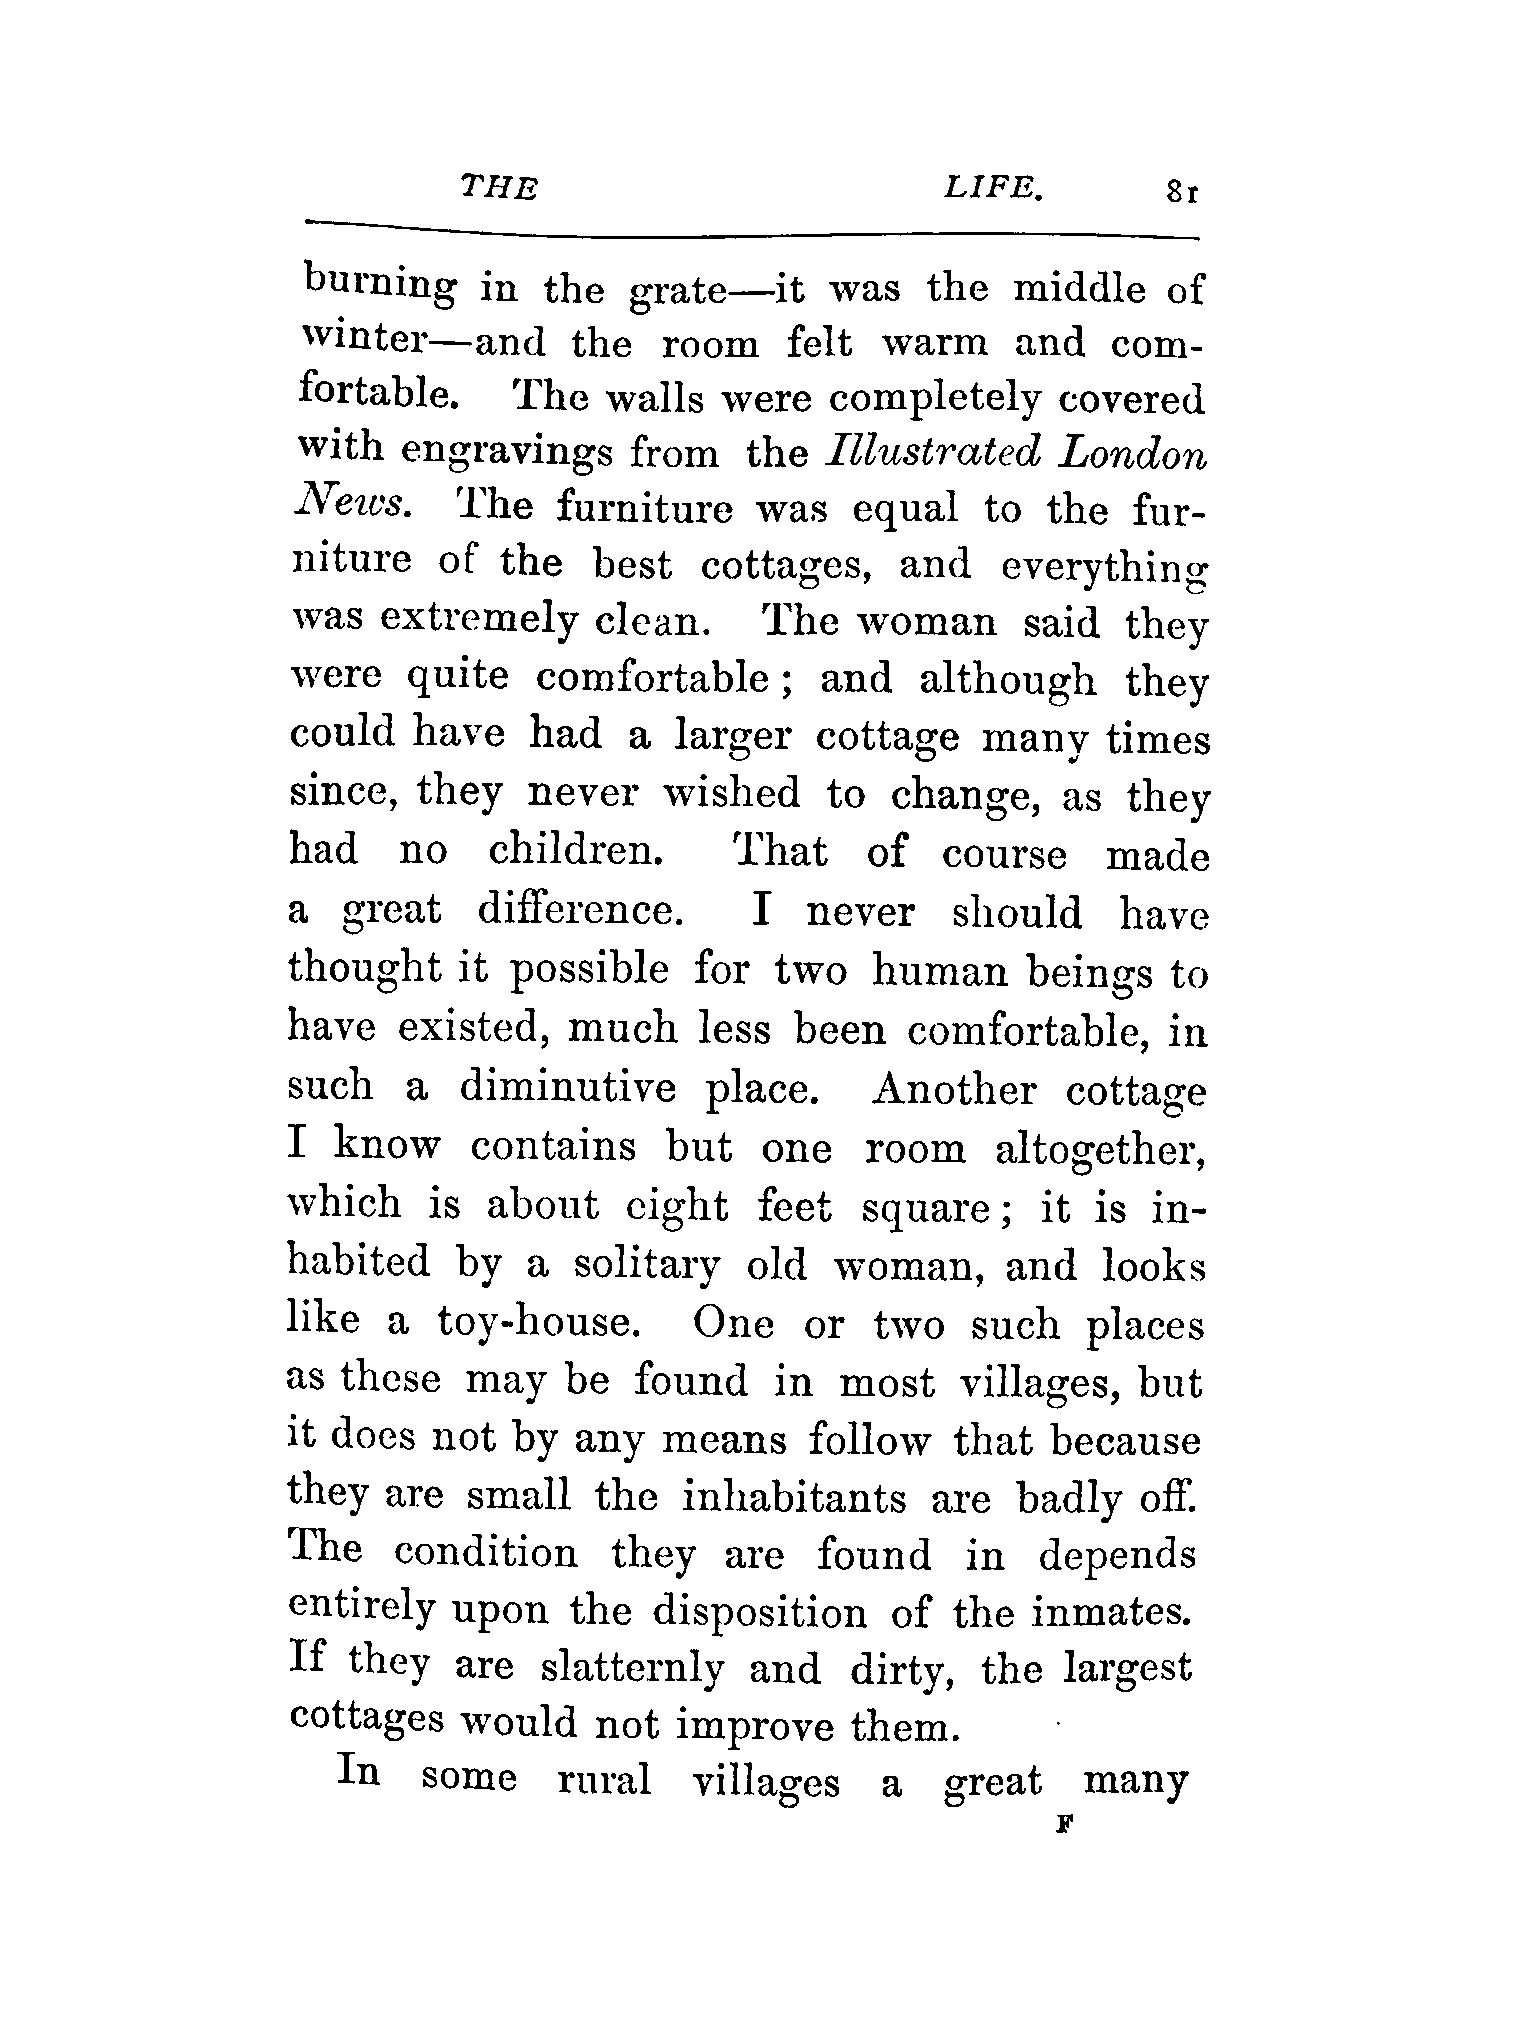 THE LIFE. 81
burning in the grate—it was the middle of
winter—and the room felt warm and com-
fortable. The walls were completely covered
with engravings from the Illustrated London
News. The furniture was equal to the fur-
niture of the best cottages, and everything
was extremely clean. The woman said they
were quite comfortable; and although they
could have had a larger cottage many times
since, they never wished to change, as they
had no children. That of course made
a great difference. I never should have
thought it possible for two human beings to
have existed, much less been comfortable, in
such a diminutive place. Another cottage
I know contains but one room altogether,
which is about eight feet square; it is in-
habited by a solitary old woman, and looks
like a toy-house. One or two such places
as these may be found in most villages, but
it does not by any means follow that because
they are small the inhabitants are badly off.
The condition they are found in depends
entirely upon the disposition of the inmates.
If they are slatternly and dirty, the largest
cottages would not improve them.
In some rural villages a great many
F